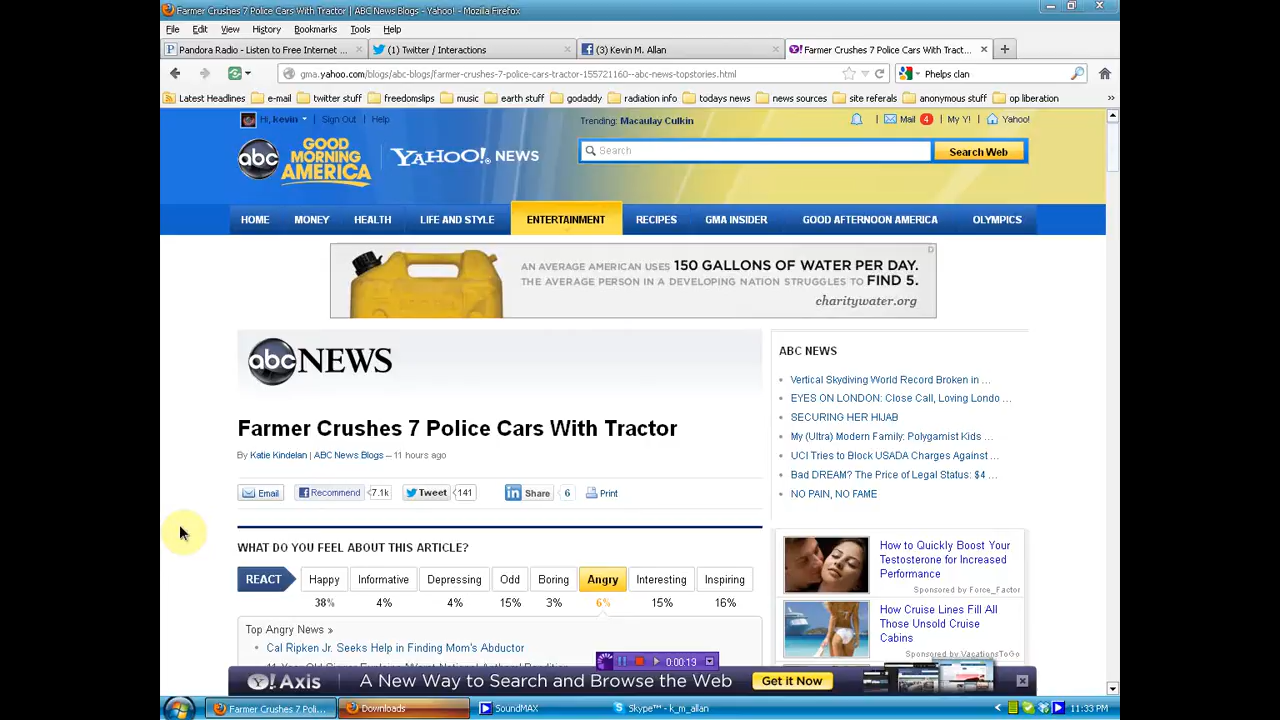 Farmer Crushes 7 Police Cars With Tractor | ABC News Blogs - Yahoo! - Mozilla Firefox
File Edit View History Bookmarks Tools Help
Pandora Radio - Listen to Free Internet ... (1) Twitter / Interactions (3) Kevin M. Allan Farmer Crushes 7 Police Cars With Tract...
gma.yahoo.com/blogs/abc-blogs/farmer-crushes-7-police-cars-tractor-155721160--abc-news-topstories.html Phelps clan
Latest Headlines e-mail twitter stuff freedomslips music earth stuff godaddy radiation info todays news news sources site referals anonymous stuff op liberation
Hi, kevin Sign Out Help Trending: Macaulay Culkin Mail 4 My Y! Yahoo!
abc GOOD MORNING AMERICA YAHOO! NEWS Search Search Web
HOME MONEY HEALTH LIFE AND STYLE ENTERTAINMENT RECIPES GMA INSIDER GOOD AFTERNOON AMERICA OLYMPICS
AN AVERAGE AMERICAN USES 150 GALLONS OF WATER PER DAY.
THE AVERAGE PERSON IN A DEVELOPING NATION STRUGGLES TO FIND 5.
charitywater.org
abc NEWS
Farmer Crushes 7 Police Cars With Tractor
By Katie Kindelan | ABC News Blogs – 11 hours ago
Email Recommend 7.1k Tweet 141 Share 6 Print
WHAT DO YOU FEEL ABOUT THIS ARTICLE?
REACT Happy Informative Depressing Odd Boring Angry Interesting Inspiring
38% 4% 4% 15% 3% 6% 15% 16%
Top Angry News »
Cal Ripken Jr. Seeks Help in Finding Mom's Abductor
ABC NEWS
Vertical Skydiving World Record Broken in ...
EYES ON LONDON: Close Call, Loving Londo ...
SECURING HER HIJAB
My (Ultra) Modern Family: Polygamist Kids ...
UCI Tries to Block USADA Charges Against ...
Bad DREAM? The Price of Legal Status: $4 ...
NO PAIN, NO FAME
How to Quickly Boost Your
Testosterone for Increased
Performance
Sponsored by Force_Factor
How Cruise Lines Fill All
Those Unsold Cruise
Cabins
Sponsored by VacationsToGo
0:00:13
Y! Axis A New Way to Search and Browse the Web Get it Now
Farmer Crushes 7 Poli... Downloads SoundMAX Skype™ - k_m_allan 11:33 PM